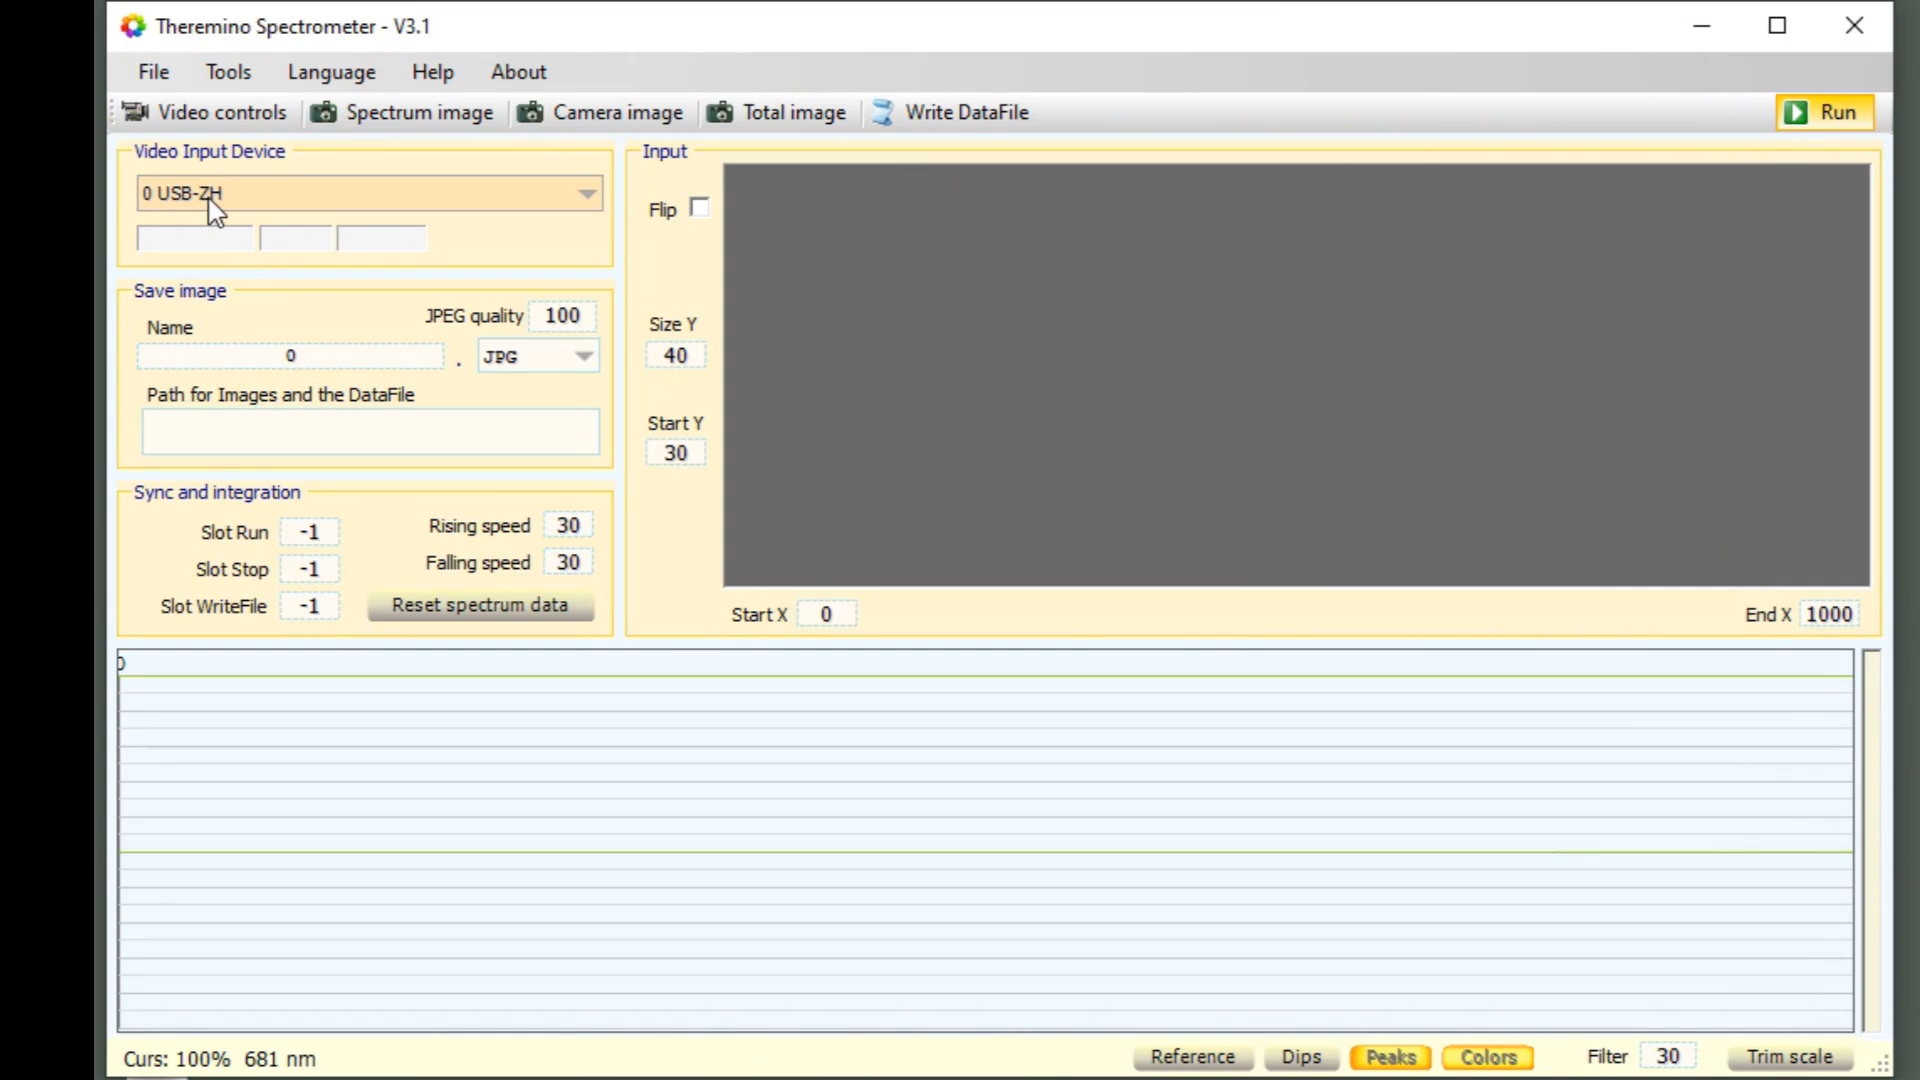 Theremino Spectrometer - V3.1
File Tools Language Help About
Video controls Spectrum image Camera image Total image Write DataFile Run
Video Input Device
0 USB-ZH
Save image
JPEG quality 100
Name
0 . JPG
Path for Images and the DataFile
Sync and integration
Slot Run -1
Rising speed 30
Slot Stop -1
Falling speed 30
Slot WriteFile -1
Reset spectrum data
Input
Flip
Size Y
40
Start Y
30
Start X 0
End X 1000
0
Curs: 100% 681 nm
Reference Dips Peaks Colors Filter 30 Trim scale